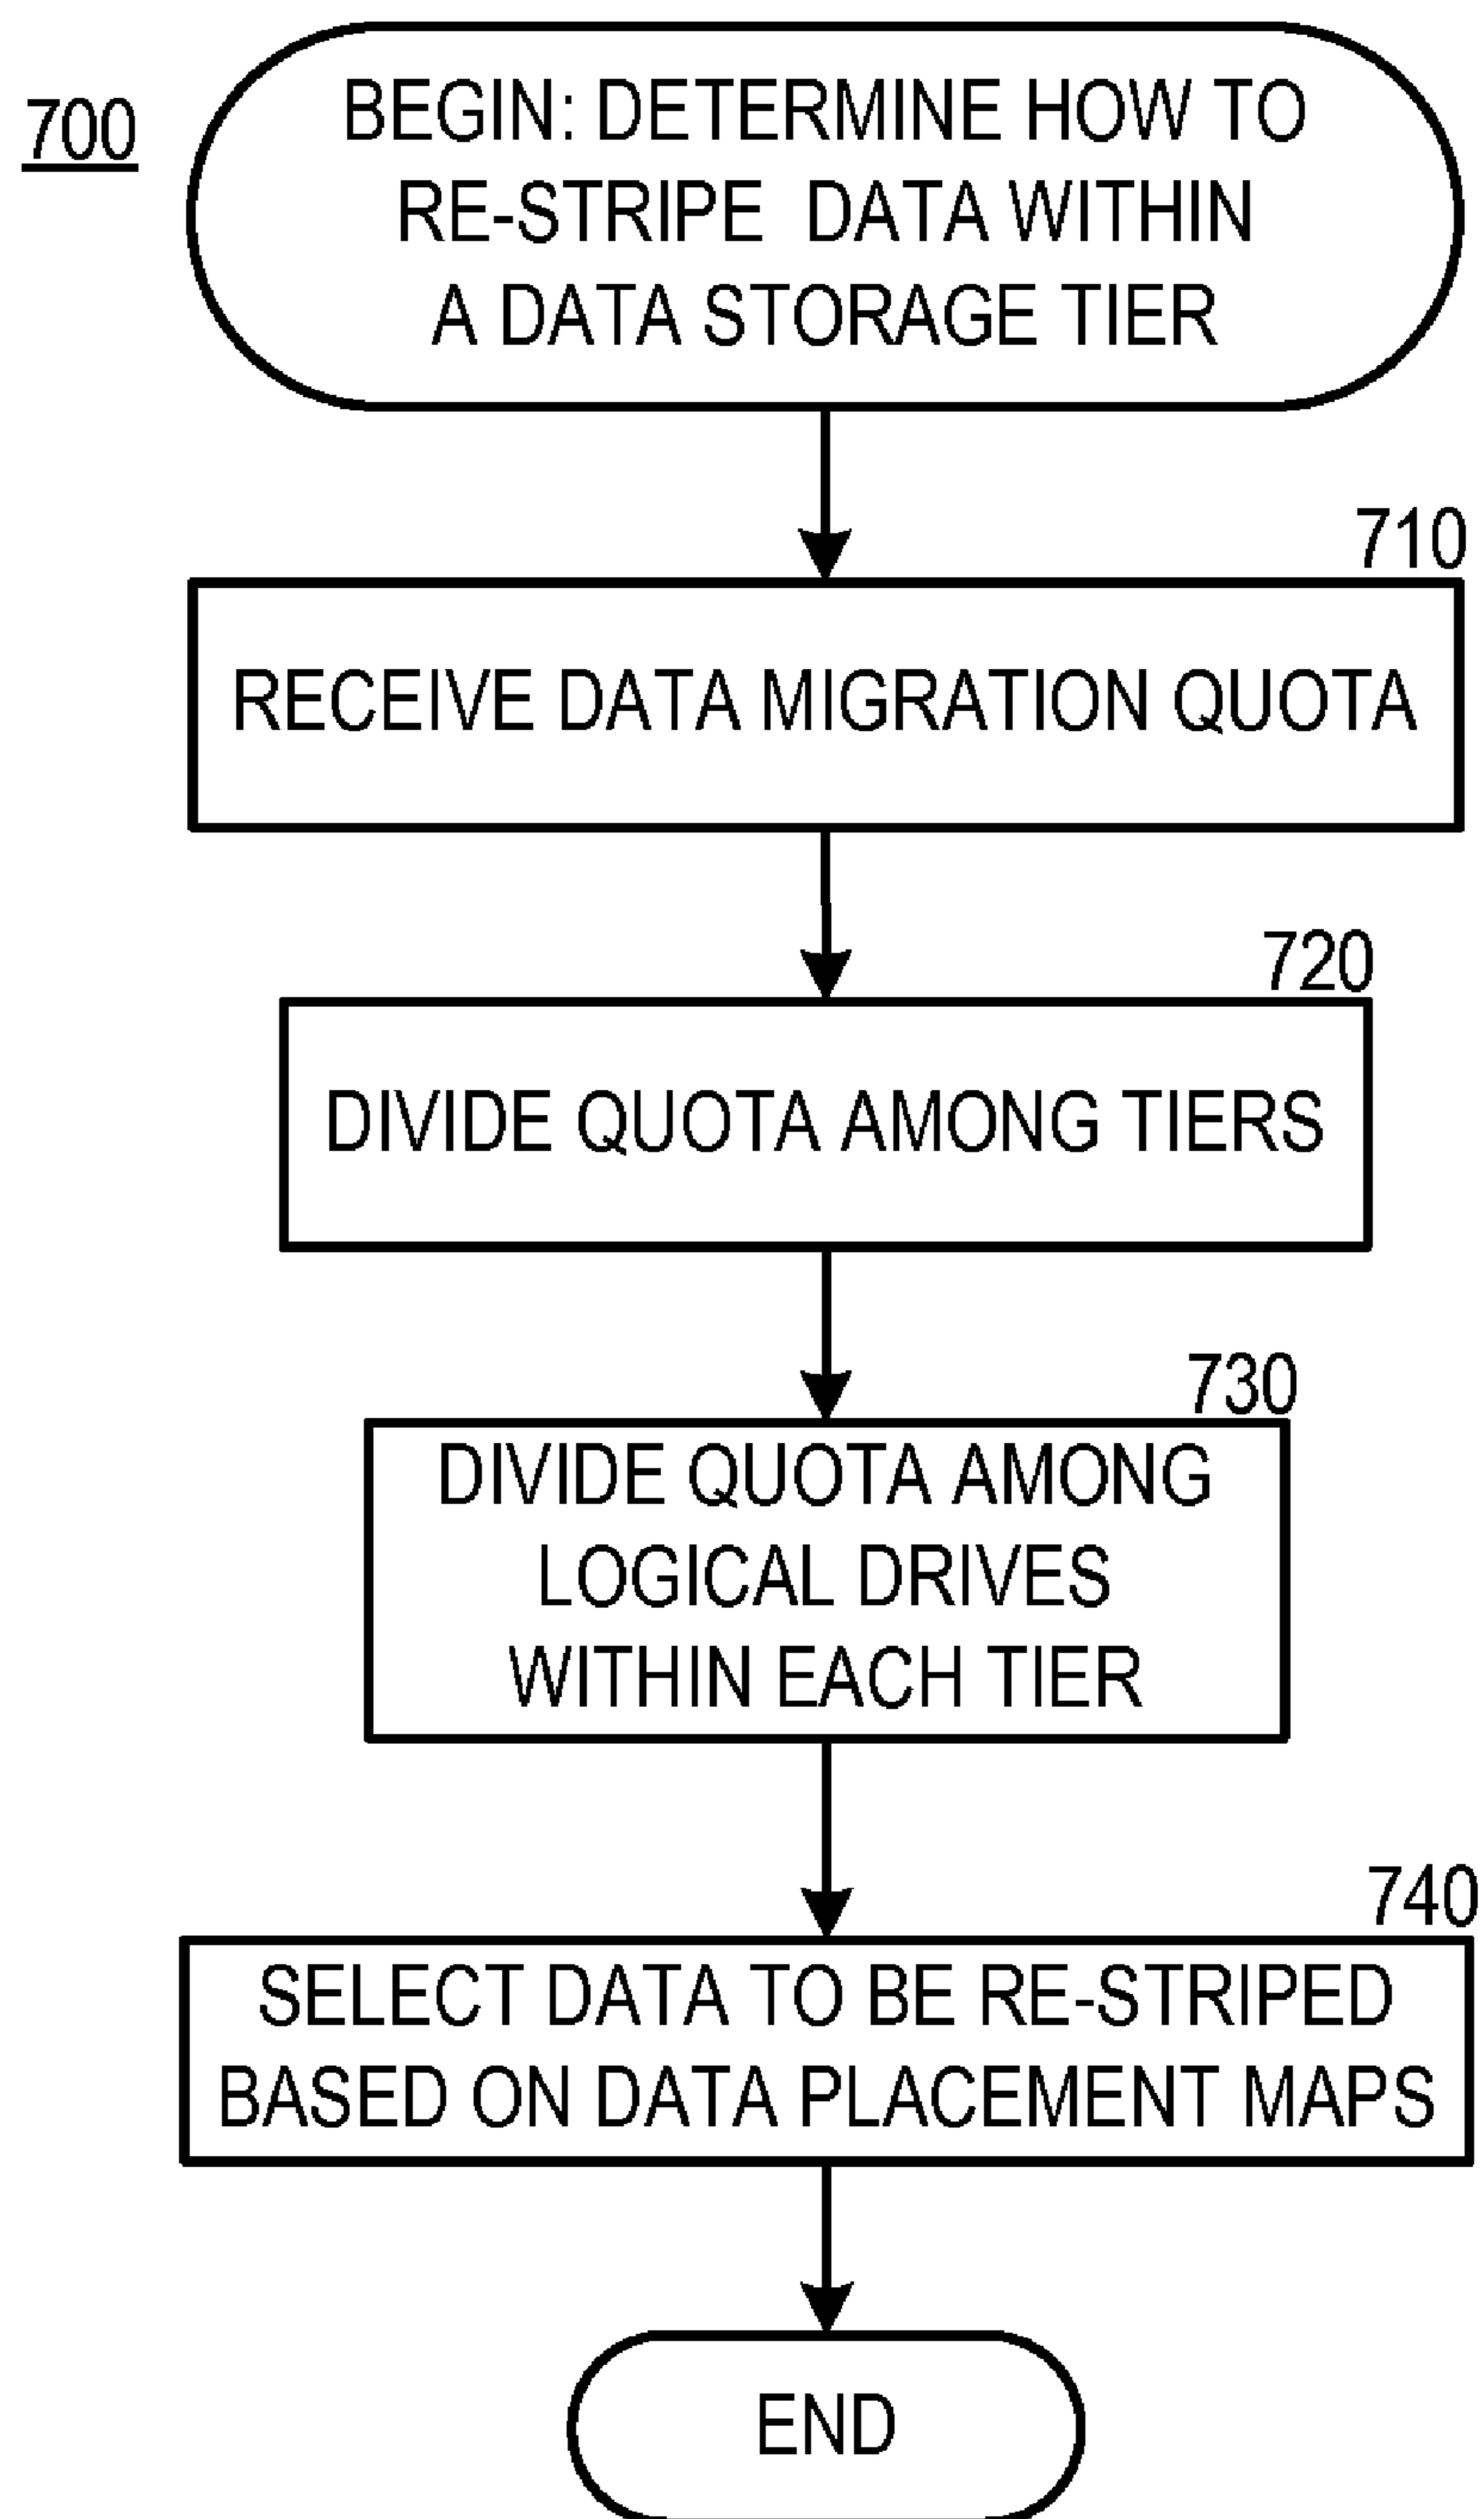 700
BEGIN: DETERMINE HOW TO
RE-STRIPE DATA WITHIN
A DATA STORAGE TIER
710
RECEIVE DATA MIGRATION QUOTA
720
DIVIDE QUOTA AMONG TIERS
730
DIVIDE QUOTA AMONG
LOGICAL DRIVES
WITHIN EACH TIER
740
SELECT DATA TO BE RE-STRIPED
BASED ON DATA PLACEMENT MAPS
END